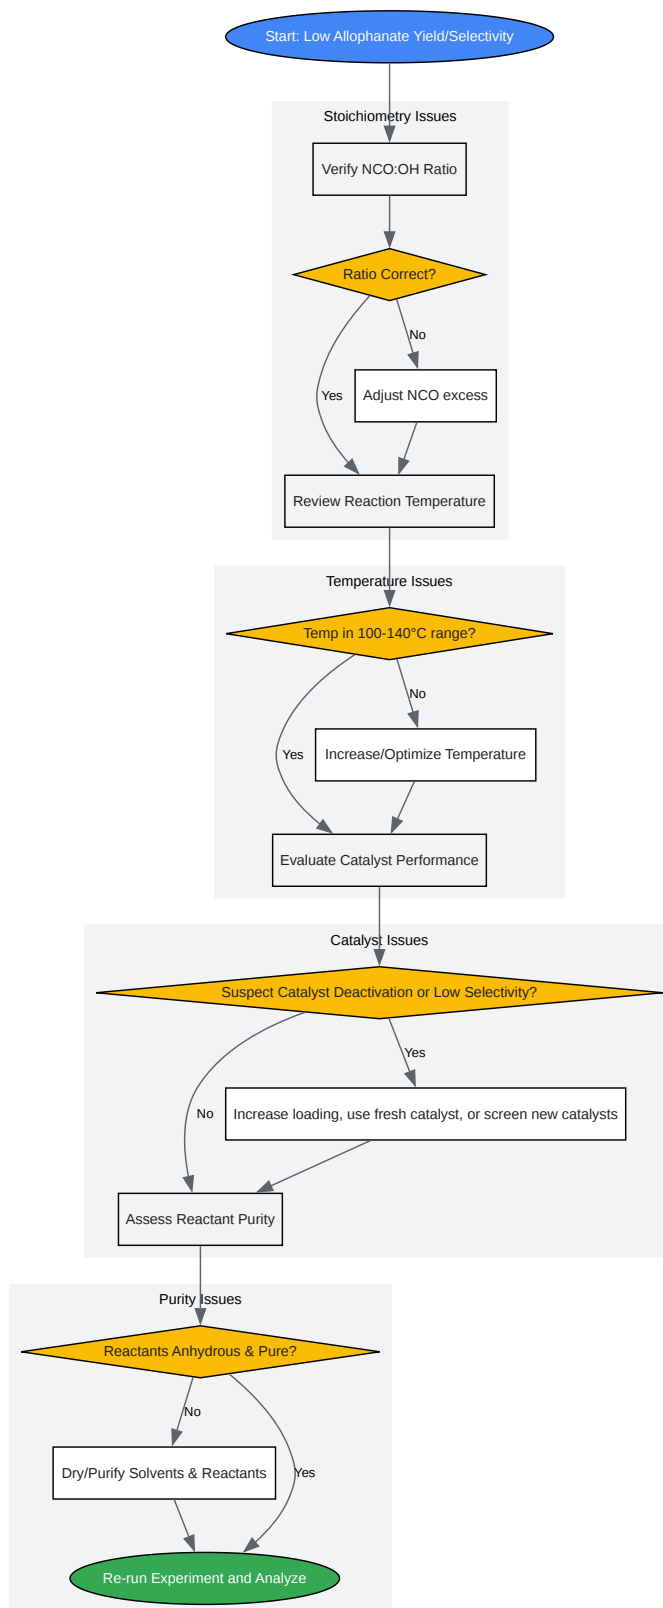 Start: Low Allophanate Yield/Selectivity
Stoichiometry Issues
Verify NCO:OH Ratio
Ratio Correct?
No
Yes
Adjust NCO excess
Review Reaction Temperature
Temperature Issues
Temp in 100-140°C range?
No
Yes
Increase/Optimize Temperature
Evaluate Catalyst Performance
Catalyst Issues
Suspect Catalyst Deactivation or Low Selectivity?
Yes
No
Increase loading, use fresh catalyst, or screen new catalysts
Assess Reactant Purity
Purity Issues
Reactants Anhydrous & Pure?
No
Dry/Purify Solvents & Reactants
Yes
Re-run Experiment and Analyze